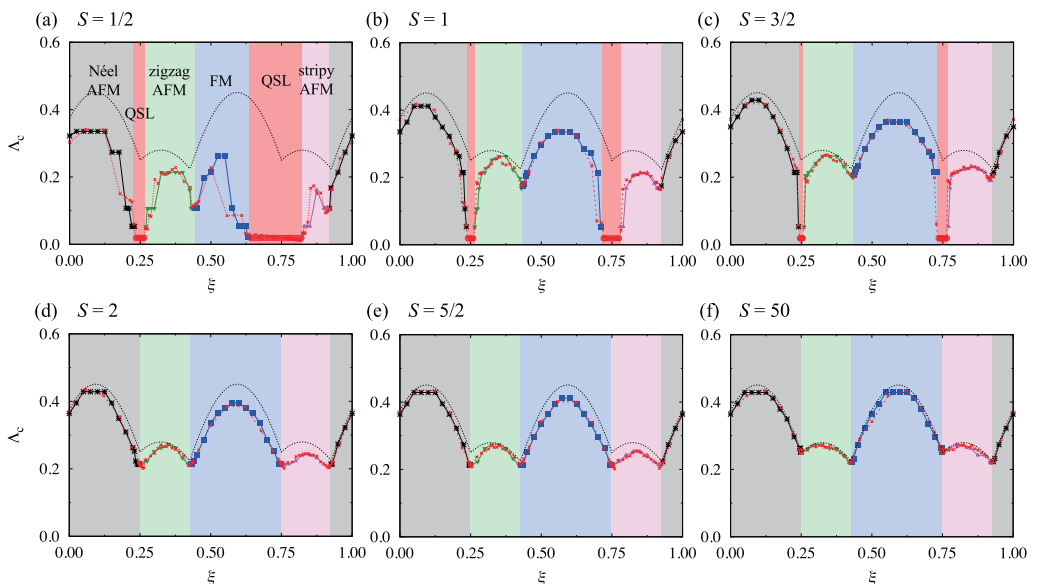 (a) S = 1/2
(b) S = 1
(c) S = 3/2
0.6
0.4
0.2
0.0
Λc
Néel
AFM
QSL
zigzag
AFM
FM
QSL
stripy
AFM
0.00 0.25 0.50 0.75 1.00
ξ
0.6
0.4
0.2
0.0
0.00 0.25 0.50 0.75 1.00
ξ
0.6
0.4
0.2
0.0
0.00 0.25 0.50 0.75 1.00
ξ
(d) S = 2
(e) S = 5/2
(f) S = 50
0.6
0.4
0.2
0.0
Λc
0.00 0.25 0.50 0.75 1.00
ξ
0.6
0.4
0.2
0.0
0.00 0.25 0.50 0.75 1.00
ξ
0.6
0.4
0.2
0.0
0.00 0.25 0.50 0.75 1.00
ξ